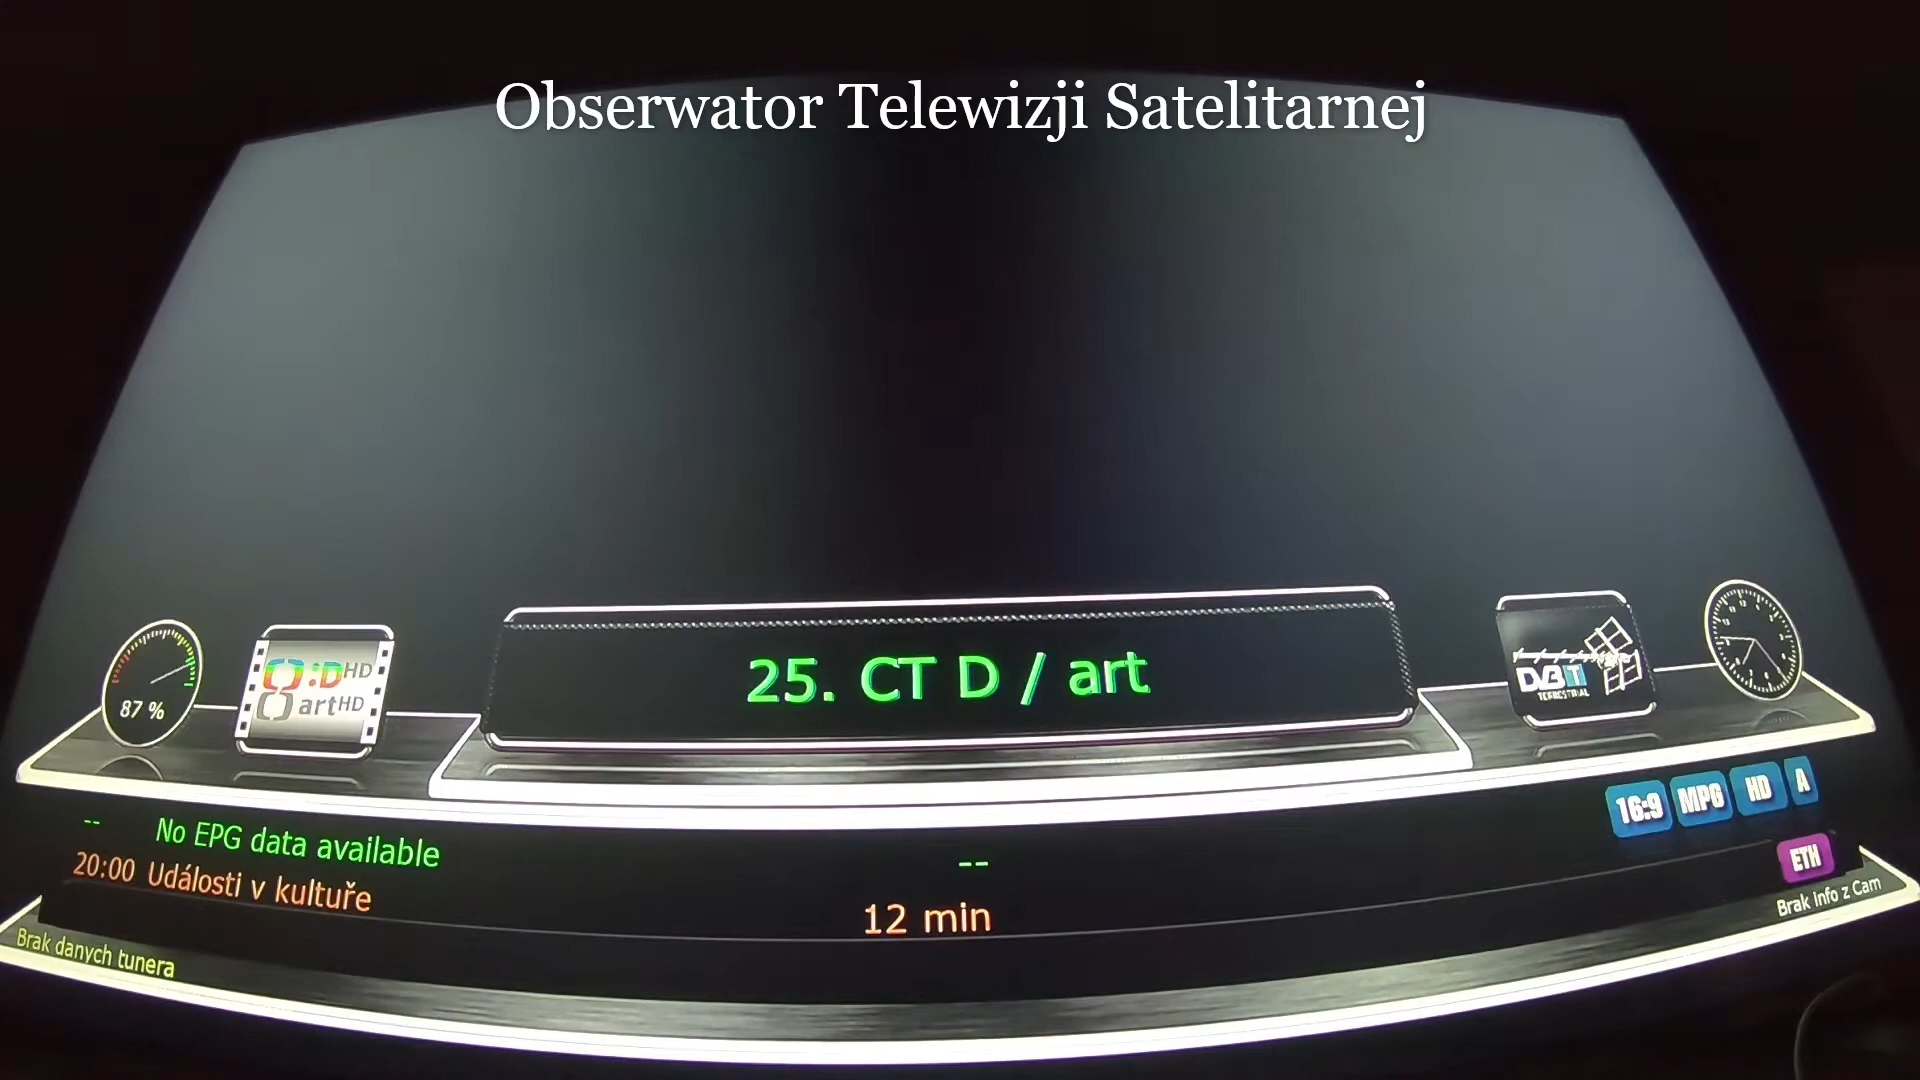 Obserwator Telewizji Satelitarnej
87 %
:D HD
art HD
25. CT D / art
DVB T
TERRESTRIAL
16:9 MPG HD A
-- No EPG data available --
ETH
20:00 Události v kultuře 12 min
Brak info z Cam
Brak danych tunera